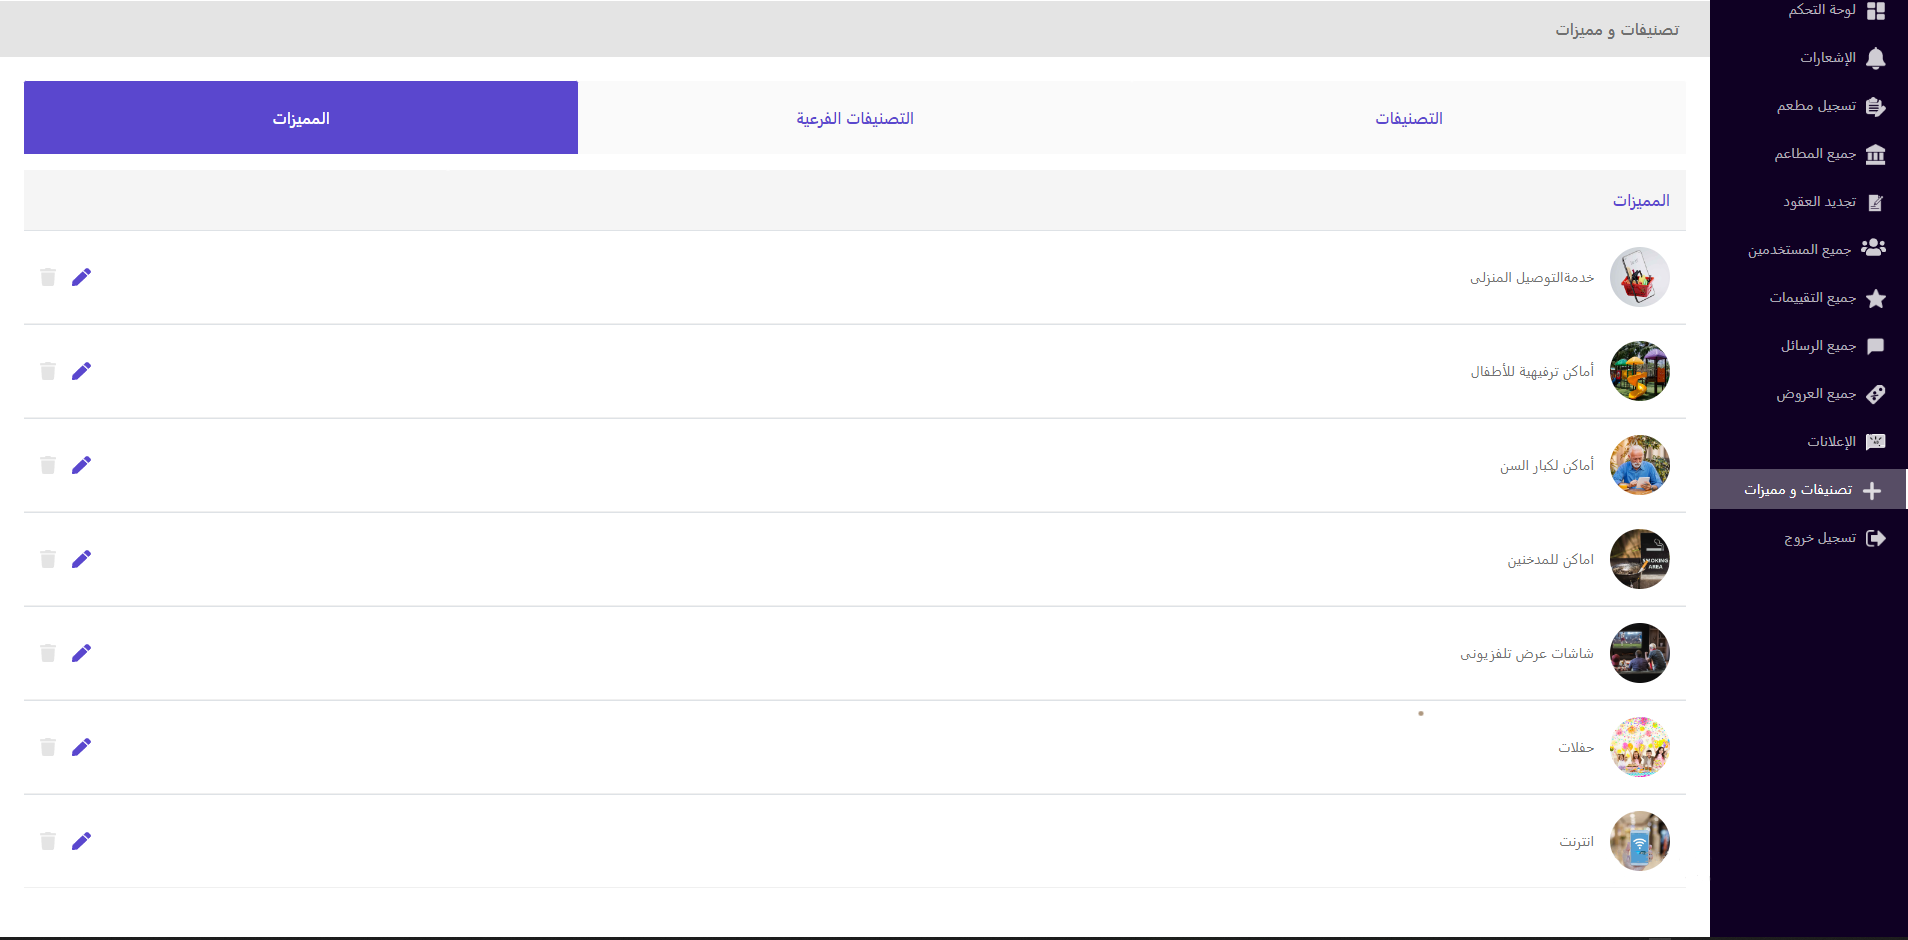 لوحة التحكم
الإشعارات
تسجيل مطعم
جميع المطاعم
تجديد العقود
جميع المستخدمين
جميع التقييمات
جميع الرسائل
جميع العروض
الإعلانات
تصنيفات و مميزات
تسجيل خروج
تصنيفات و مميزات
التصنيفات
التصنيفات الفرعية
المميزات
المميزات
خدمةالتوصيل المنزلى
أماكن ترفيهية للأطفال
أماكن لكبار السن
SMOKING
AREA
اماكن للمدخنين
شاشات عرض تلفزيونى
حفلات
انترنت